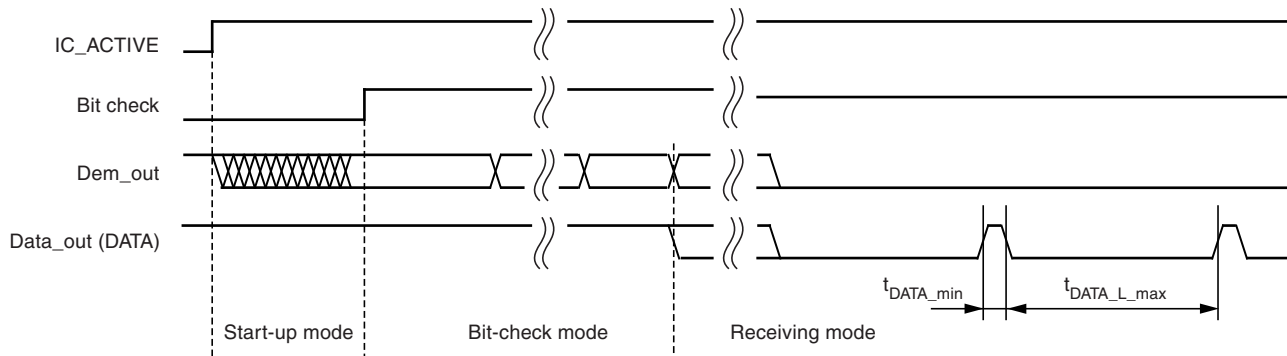 IC_ACTIVE
Bit check
Dem_out
Data_out (DATA)
tDATA_min
tDATA_L_max
Start-up mode
Bit-check mode
Receiving mode